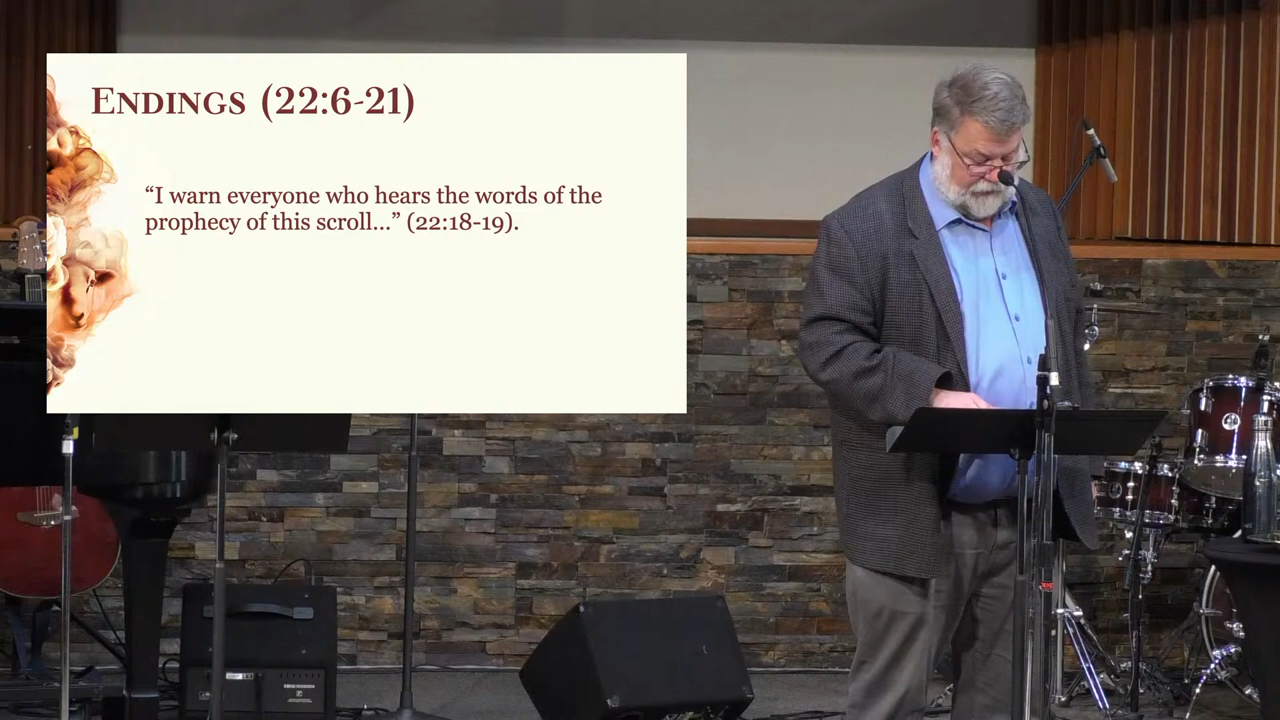 Endings (22:6-21)
“I warn everyone who hears the words of the
prophecy of this scroll...” (22:18-19).